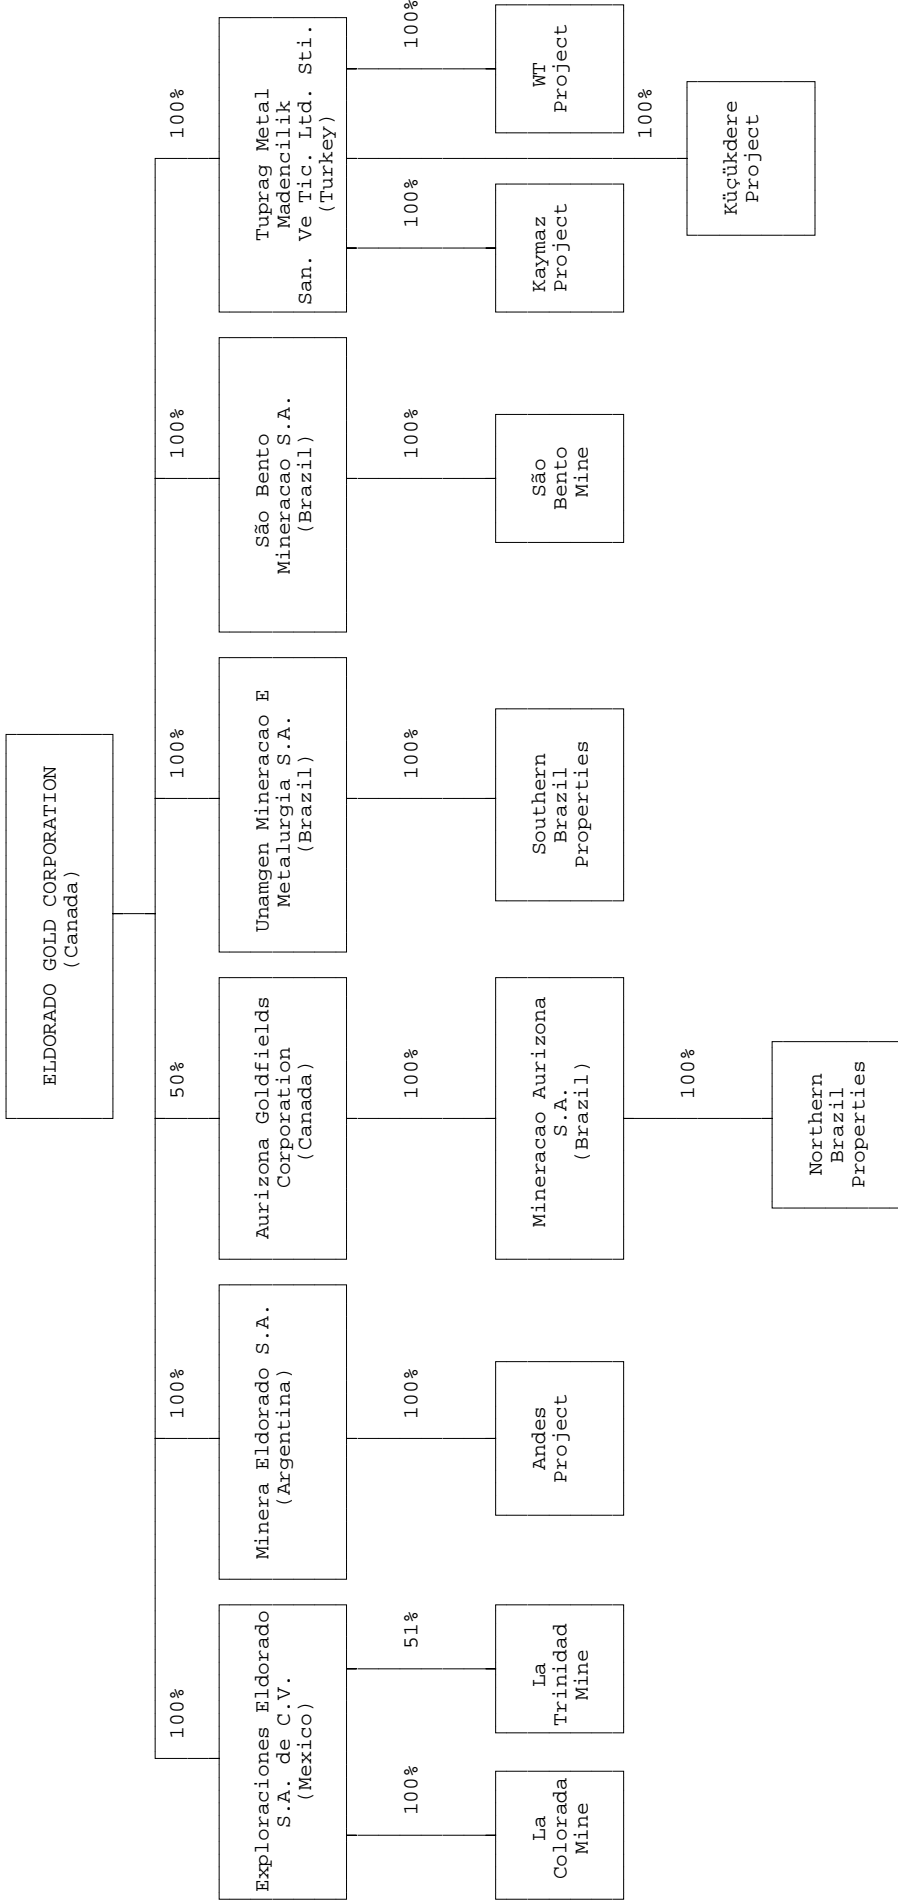 ELDORADO GOLD CORPORATION
(Canada)
100%
100%
50%
100%
100%
100%
Exploraciones Eldorado
S.A. de C.V.
(Mexico)
Minera Eldorado S.A.
(Argentina)
Aurizona Goldfields
Corporation
(Canada)
Unamgen Mineracao E
Metalurgia S.A.
(Brazil)
São Bento
Mineracao S.A.
(Brazil)
Tuprag Metal
Madencilik
San. Ve Tic. Ltd. Sti.
(Turkey)
100%
51%
100%
100%
100%
100%
100%
100%
La
Colorada
Mine
La
Trinidad
Mine
Andes
Project
Mineracao Aurizona
S.A.
(Brazil)
Southern
Brazil
Properties
São
Bento
Mine
Kaymaz
Project
WT
Project
100%
100%
Northern
Brazil
Properties
Küçükdere
Project